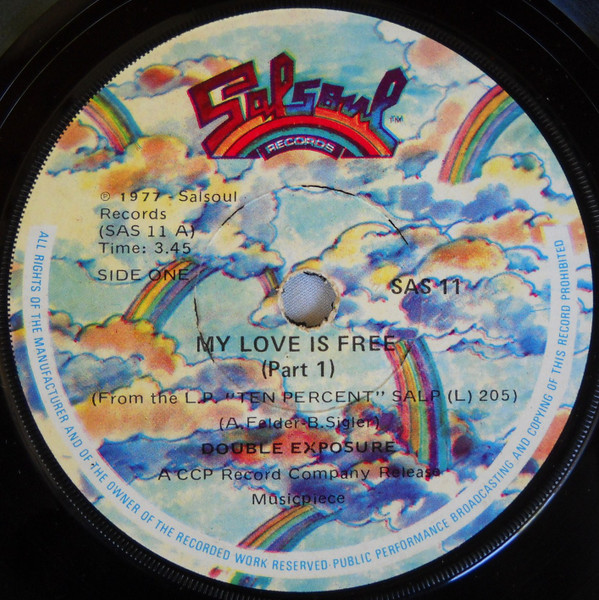 Salsoul TM
RECORDS
℗ 1977 - Salsoul
Records
(SAS 11 A)
Time: 3.45
SIDE ONE
SAS 11
MY LOVE IS FREE
(Part 1)
(From the L.P. "TEN PERCENT" SALP (L) 205)
(A.Felder-B.Sigler)
DOUBLE EXPOSURE
A CCP Record Company Release
Musicpiece
ALL RIGHTS OF THE MANUFACTURER AND OF THE OWNER OF THE RECORDED WORK RESERVED·PUBLIC PERFORMANCE BROADCASTING AND COPYING OF THIS RECORD PROHIBITED